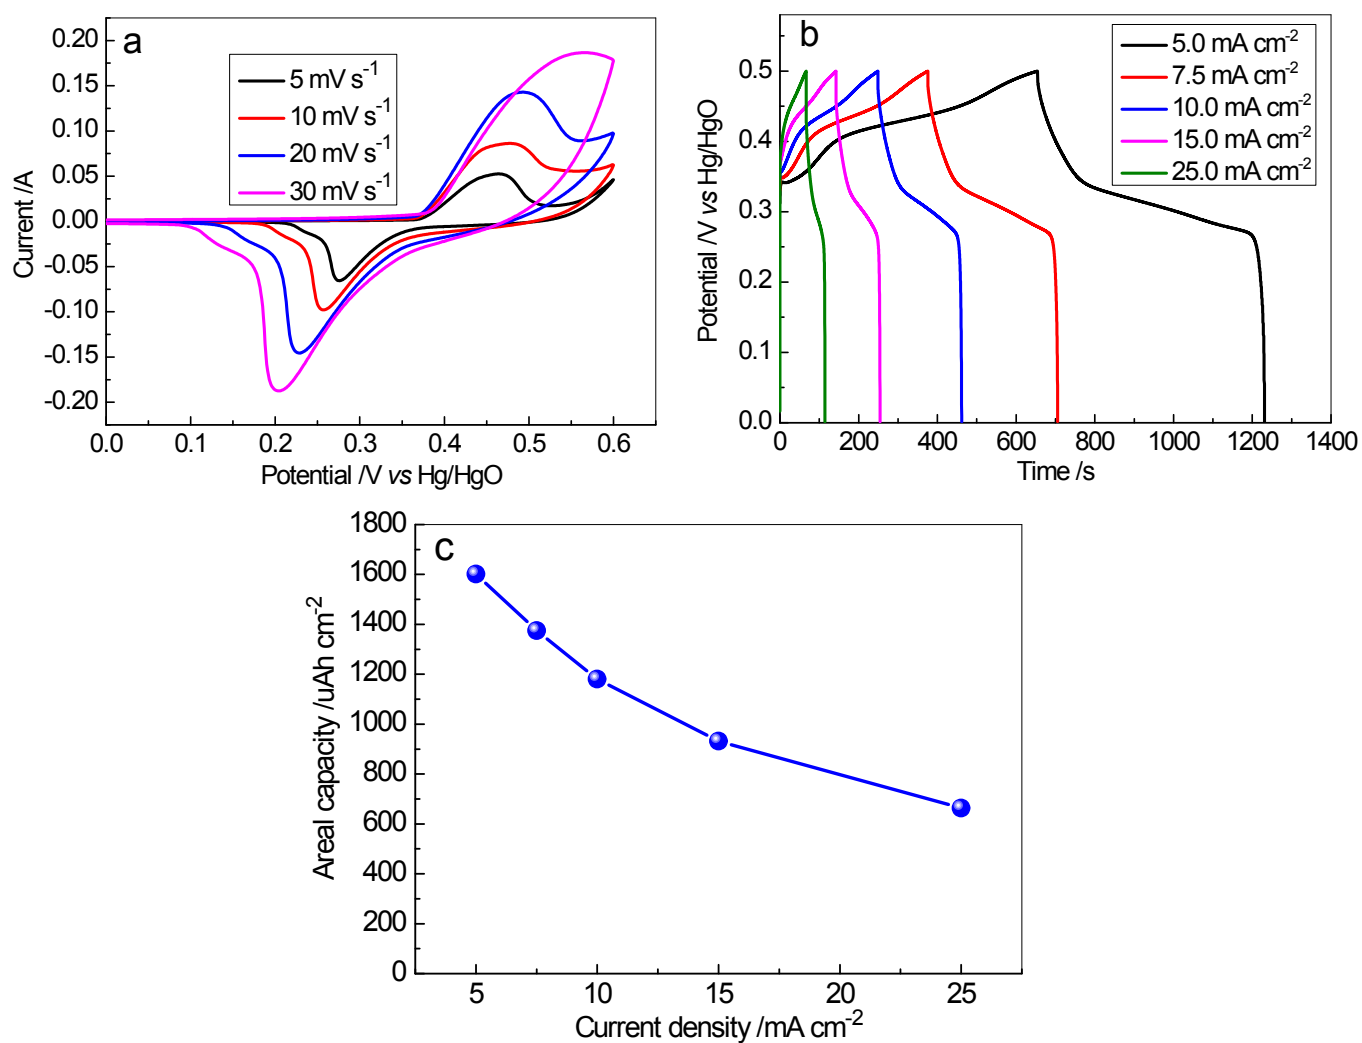 a
5 mV s⁻¹
10 mV s⁻¹
20 mV s⁻¹
30 mV s⁻¹
0.20
0.15
0.10
0.05
0.00
-0.05
-0.10
-0.15
-0.20
Current /A
0.0 0.1 0.2 0.3 0.4 0.5 0.6
Potential /V vs Hg/HgO
b
5.0 mA cm⁻²
7.5 mA cm⁻²
10.0 mA cm⁻²
15.0 mA cm⁻²
25.0 mA cm⁻²
0.5
0.4
0.3
0.2
0.1
0.0
Potential /V vs Hg/HgO
0 200 400 600 800 1000 1200 1400
Time /s
c
1800
1600
1400
1200
1000
800
600
400
200
0
Areal capacity /uAh cm⁻²
5 10 15 20 25
Current density /mA cm⁻²